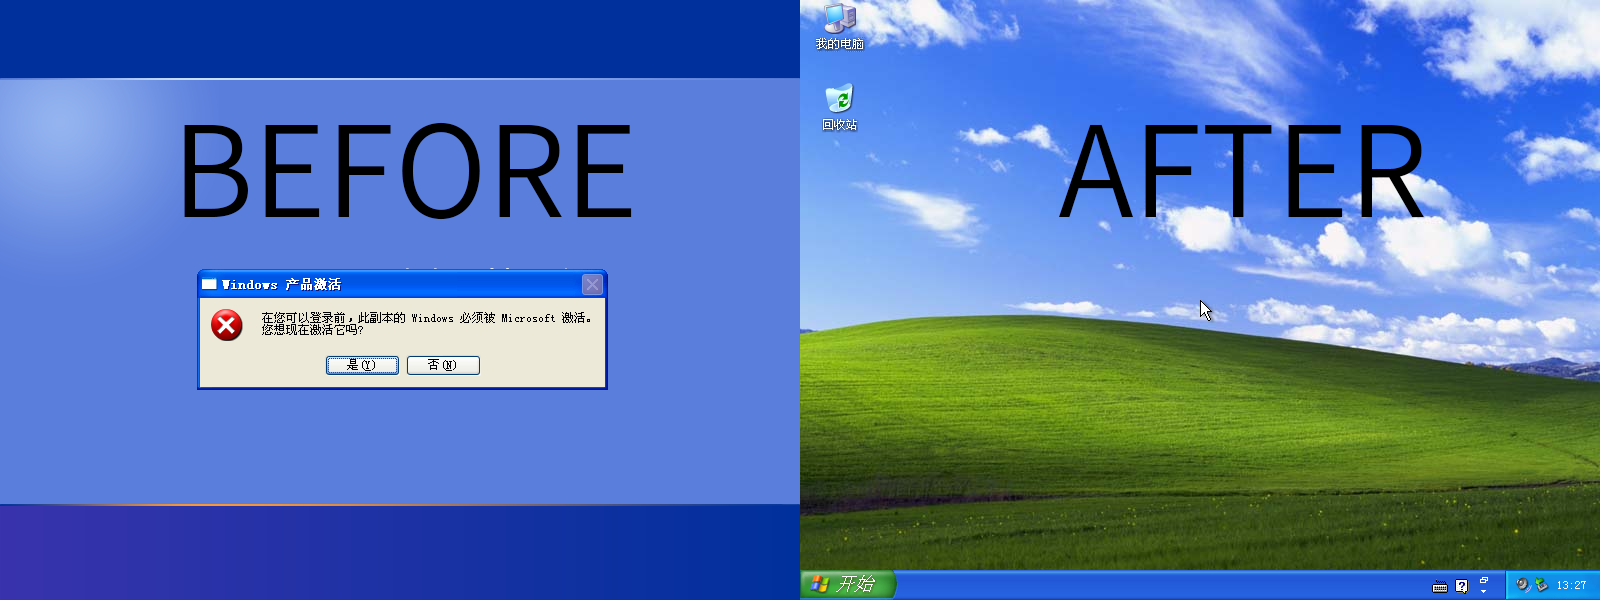 BEFORE
Windows 产品激活
在您可以登录前，此副本的 Windows 必须被 Microsoft 激活。
您想现在激活它吗?
是(Y)
否(N)
我的电脑
回收站
AFTER
开始
13:27